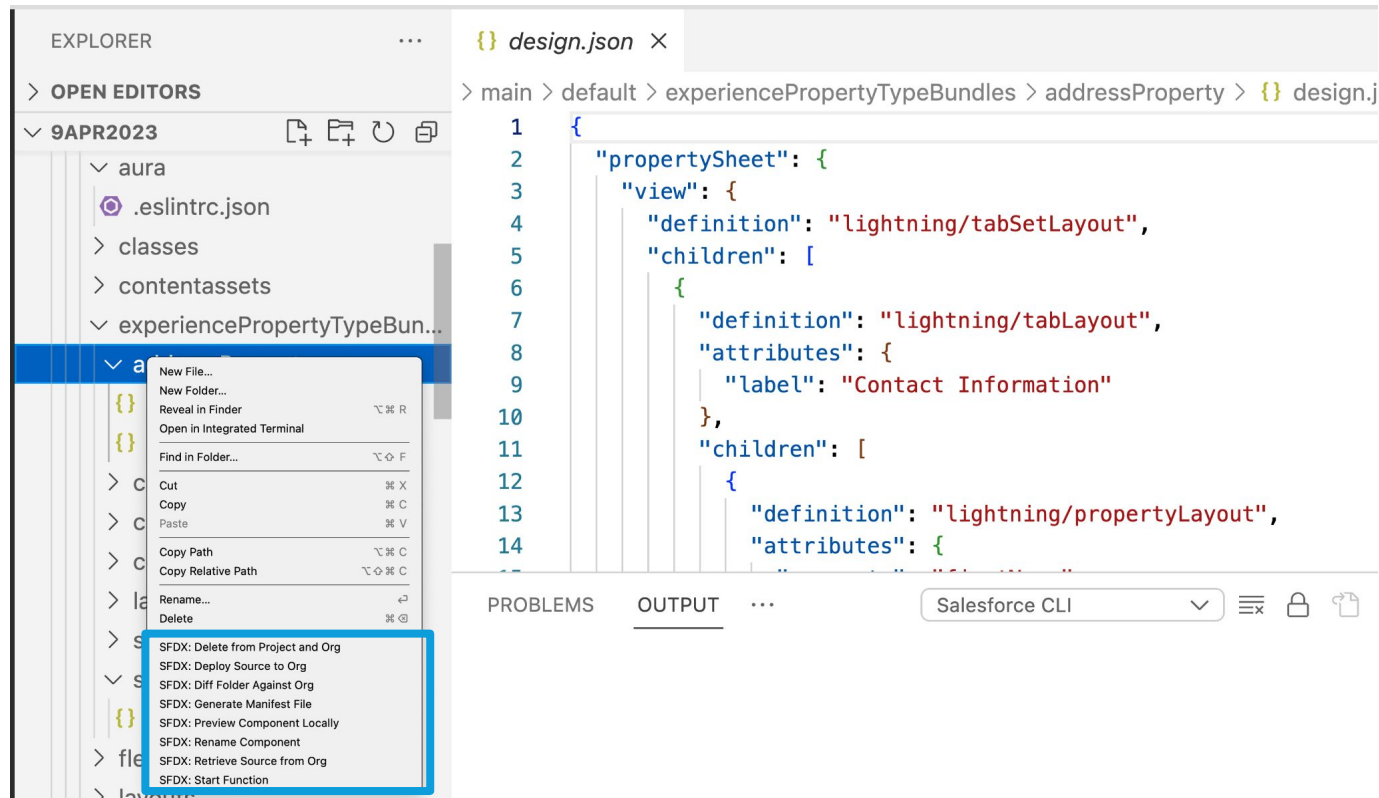 EXPLORER
OPEN EDITORS
9APR2023
aura
.eslintrc.json
classes
contentassets
experiencePropertyTypeBun...
New File...
New Folder...
Reveal in Finder ⌥⌘ R
Open in Integrated Terminal
Find in Folder... ⌥⇧ F
Cut ⌘ X
Copy ⌘ C
Paste ⌘ V
Copy Path ⌥⌘ C
Copy Relative Path ⌥⇧⌘ C
Rename... ⏎
Delete ⌘⌫
SFDX: Delete from Project and Org
SFDX: Deploy Source to Org
SFDX: Diff Folder Against Org
SFDX: Generate Manifest File
SFDX: Preview Component Locally
SFDX: Rename Component
SFDX: Retrieve Source from Org
SFDX: Start Function
{} design.json ×
> main > default > experiencePropertyTypeBundles > addressProperty > {} design.j
1 {
2 "propertySheet": {
3 "view": {
4 "definition": "lightning/tabSetLayout",
5 "children": [
6 {
7 "definition": "lightning/tabLayout",
8 "attributes": {
9 "label": "Contact Information"
10 },
11 "children": [
12 {
13 "definition": "lightning/propertyLayout",
14 "attributes": {
PROBLEMS OUTPUT ··· Salesforce CLI